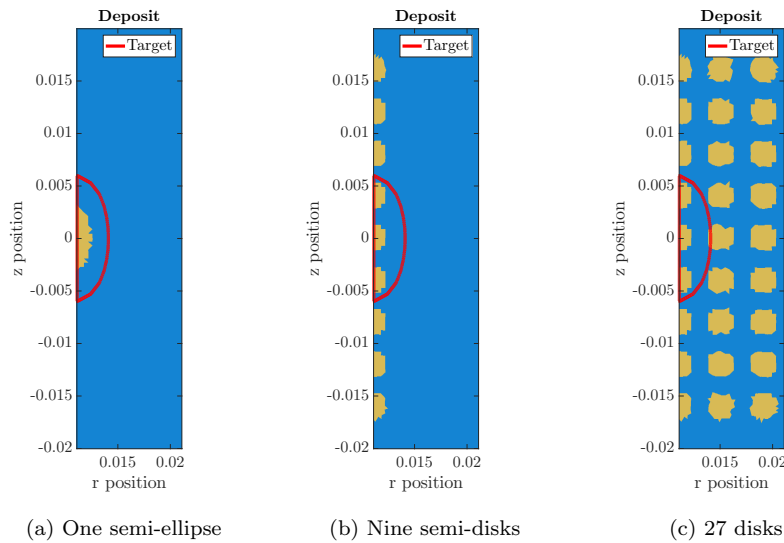 Deposit
Target
0.015
0.01
0.005
0
-0.005
-0.01
-0.015
-0.02
z position
0.015 0.02
r position
(a) One semi-ellipse
Deposit
Target
0.015
0.01
0.005
0
-0.005
-0.01
-0.015
-0.02
z position
0.015 0.02
r position
(b) Nine semi-disks
Deposit
Target
0.015
0.01
0.005
0
-0.005
-0.01
-0.015
-0.02
z position
0.015 0.02
r position
(c) 27 disks